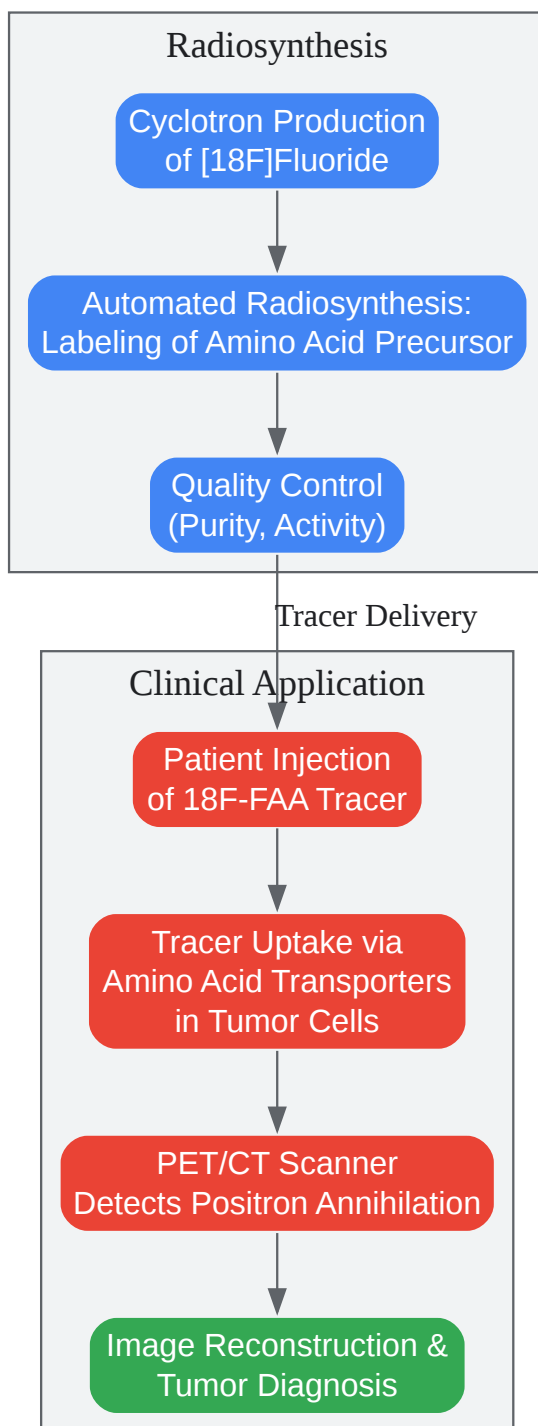 Radiosynthesis
Cyclotron Production
of [18F]Fluoride
Automated Radiosynthesis:
Labeling of Amino Acid Precursor
Quality Control
(Purity, Activity)
Tracer Delivery
Clinical Application
Patient Injection
of 18F-FAA Tracer
Tracer Uptake via
Amino Acid Transporters
in Tumor Cells
PET/CT Scanner
Detects Positron Annihilation
Image Reconstruction &
Tumor Diagnosis